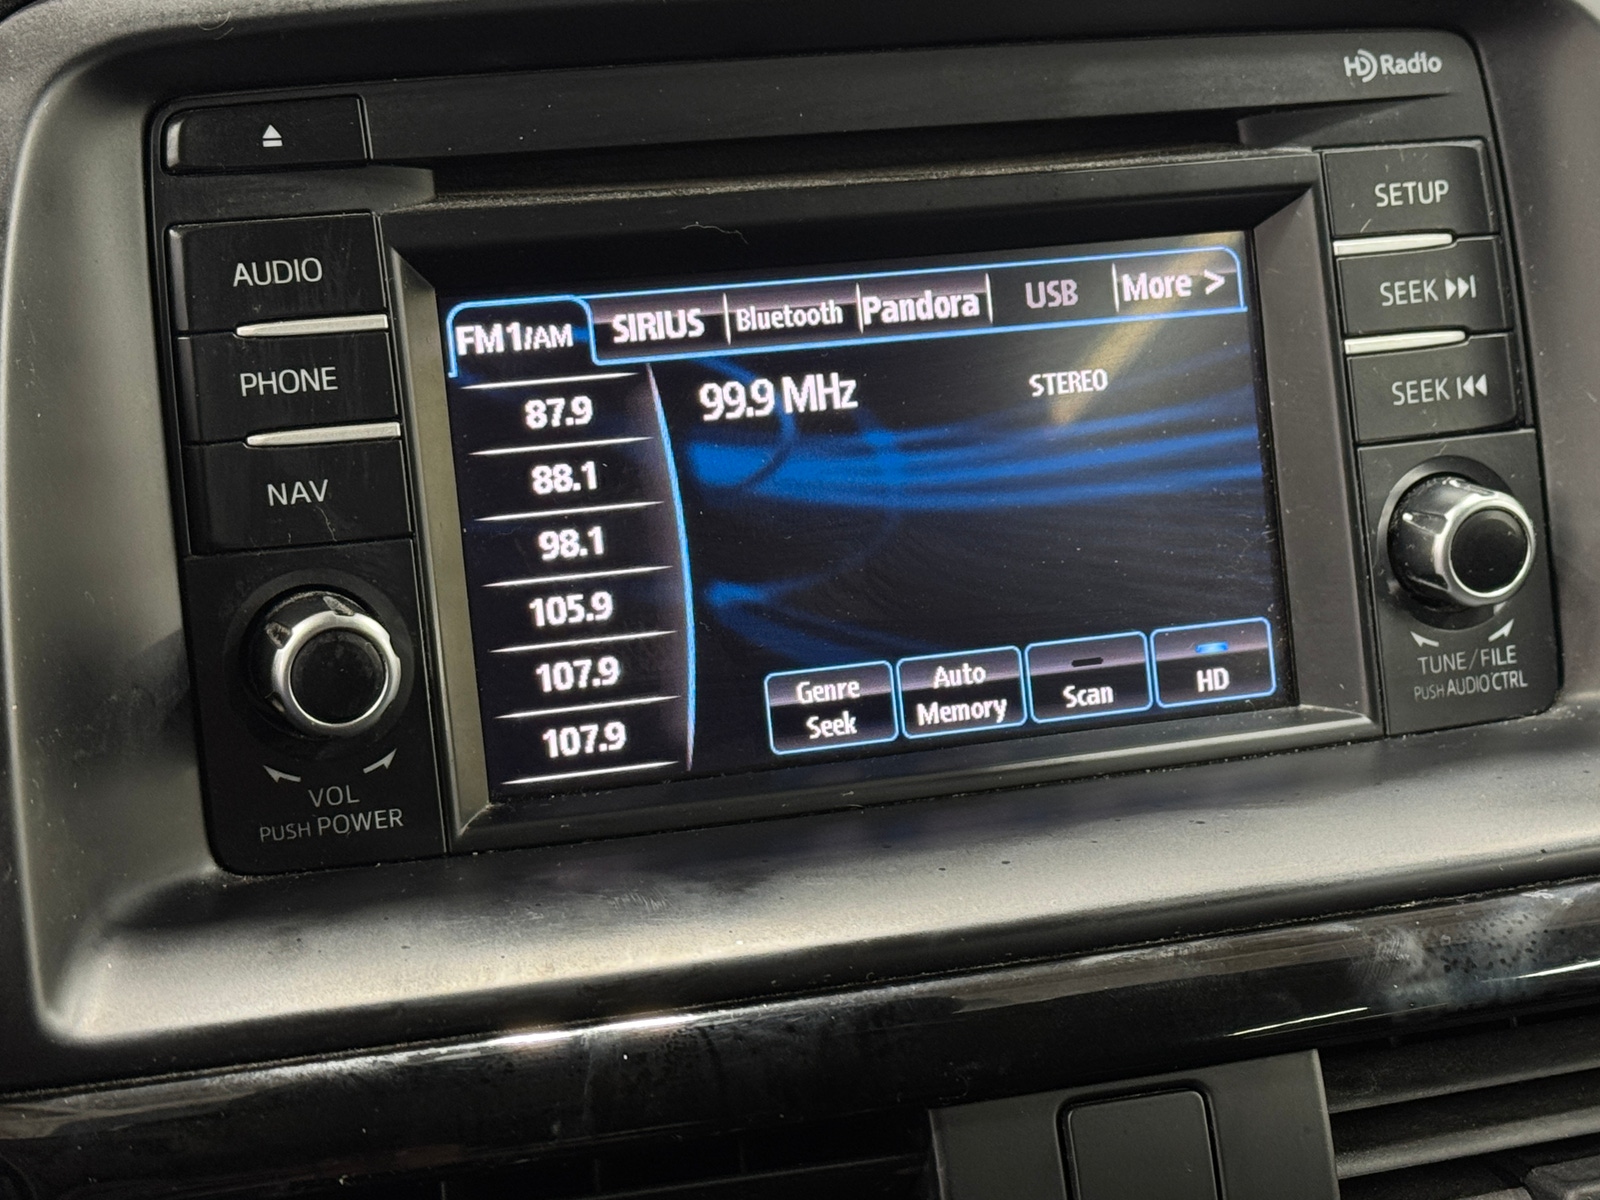 HD Radio
AUDIO
PHONE
NAV
VOL
PUSH POWER
FM1/AM SIRIUS Bluetooth Pandora USB More >
87.9
88.1
98.1
105.9
107.9
107.9
99.9 MHz STEREO
Genre
Seek
Auto
Memory
Scan
HD
SETUP
SEEK
SEEK
TUNE/FILE
PUSH AUDIO CTRL